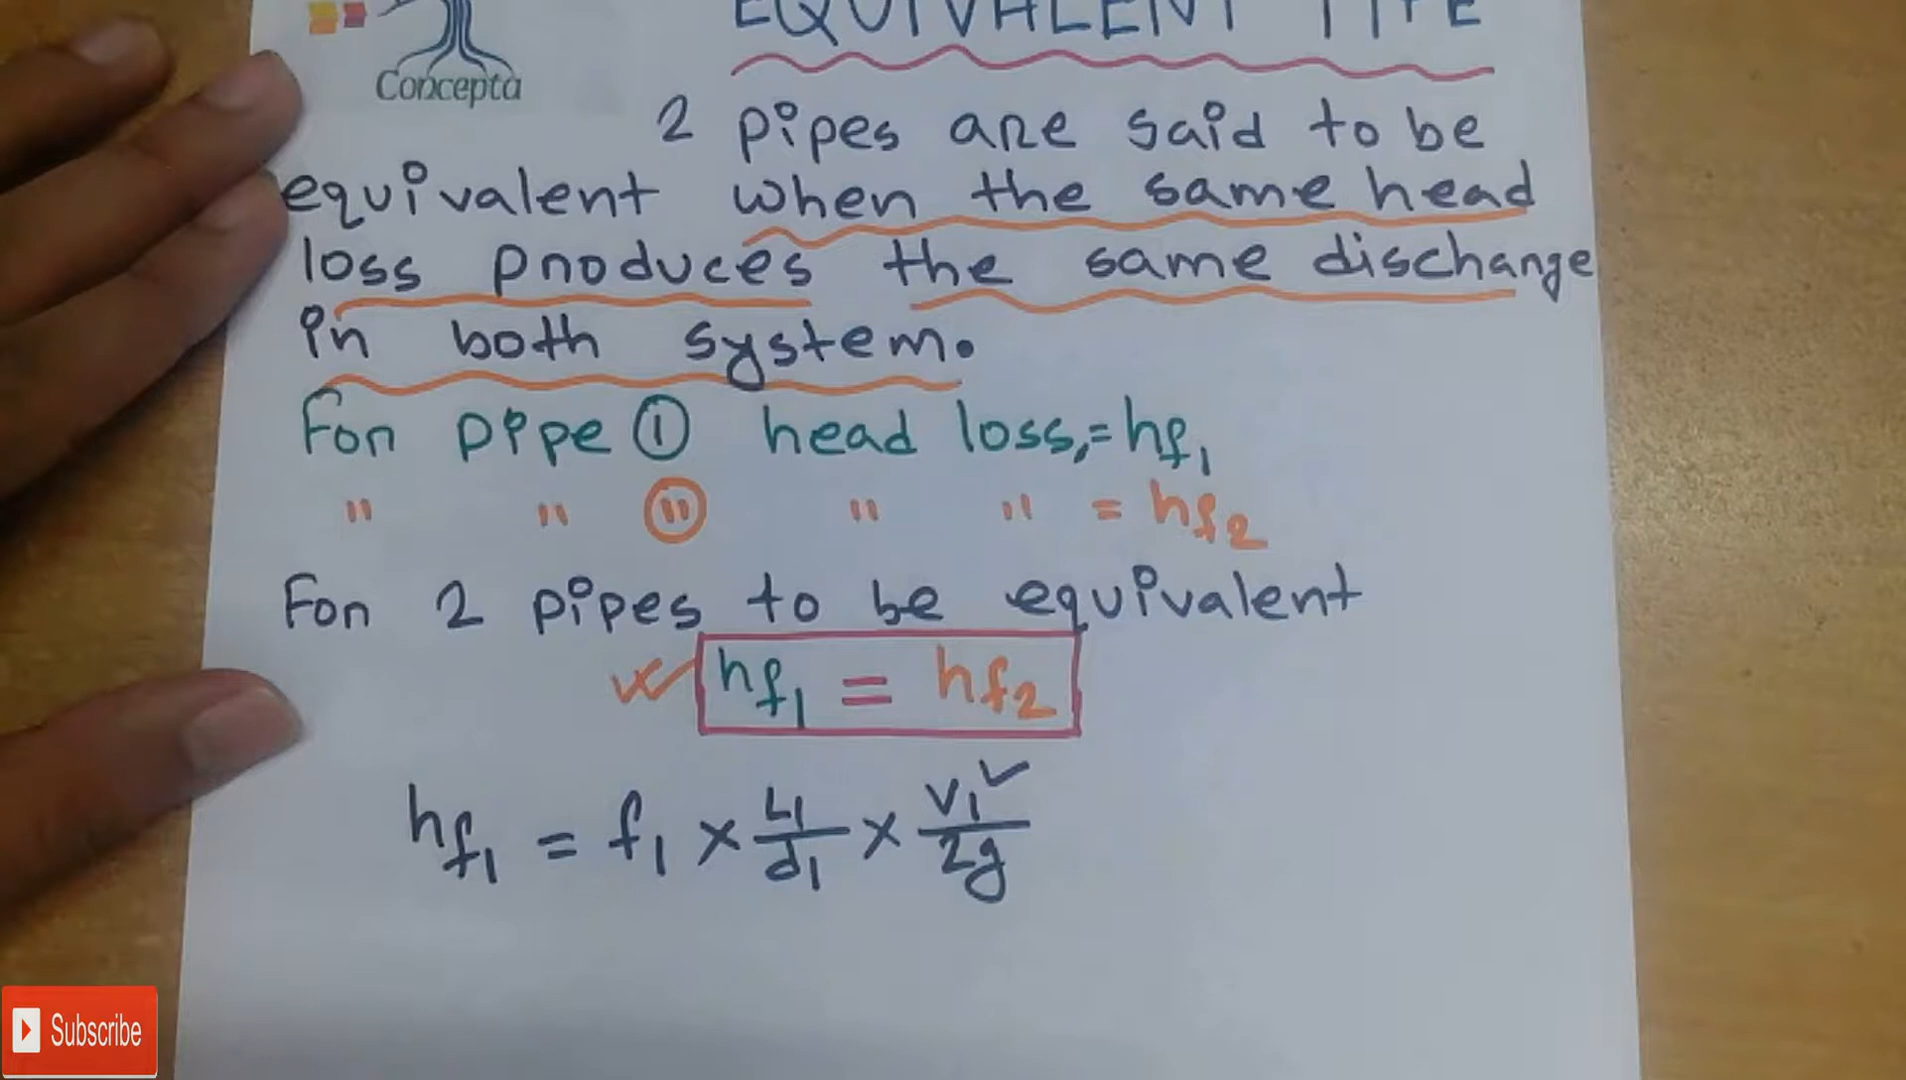 Concepta
EQUIVALENT PIPE
2 pipes are said to be
equivalent when the same head
loss produces the same discharge
in both system.
For pipe ① head loss,= hf₁
" " (11) " " = hf₂
For 2 pipes to be equivalent
hf₁ = hf₂
hf₁ = f₁ × L₁/d₁ × V₁²/2g
Subscribe